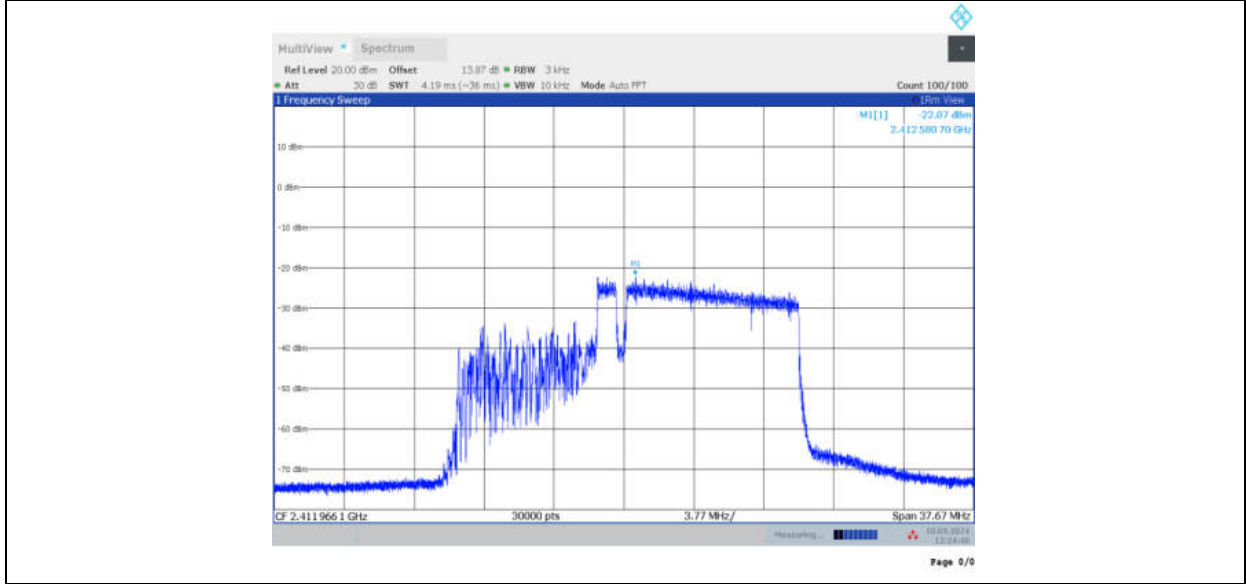 MultiView Spectrum
Ref Level 20.00 dBm Offset 13.87 dB RBW 3 kHz
Att 30 dB SWT 4.19 ms (~36 ms) VBW 10 kHz Mode Auto FFT Count 100/100
1 Frequency Sweep 1Rm View
M1[1] -22.07 dBm
2.412 580 70 GHz
10 dBm
0 dBm
-10 dBm
-20 dBm
M1
-30 dBm
-40 dBm
-50 dBm
-60 dBm
-70 dBm
CF 2.411966 1 GHz 30000 pts 3.77 MHz/ Span 37.67 MHz
Measuring...
Page 0/0